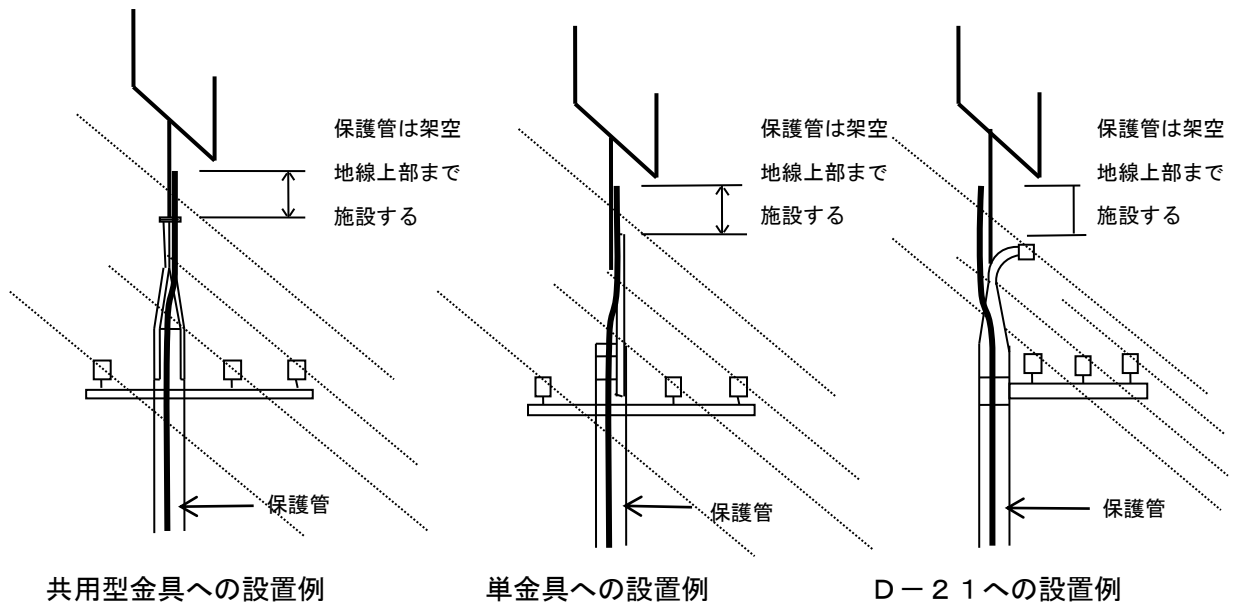 保護管は架空
地線上部まで
施設する
保護管
共用型金具への設置例
保護管は架空
地線上部まで
施設する
保護管
単金具への設置例
保護管は架空
地線上部まで
施設する
保護管
Ｄ－２１への設置例